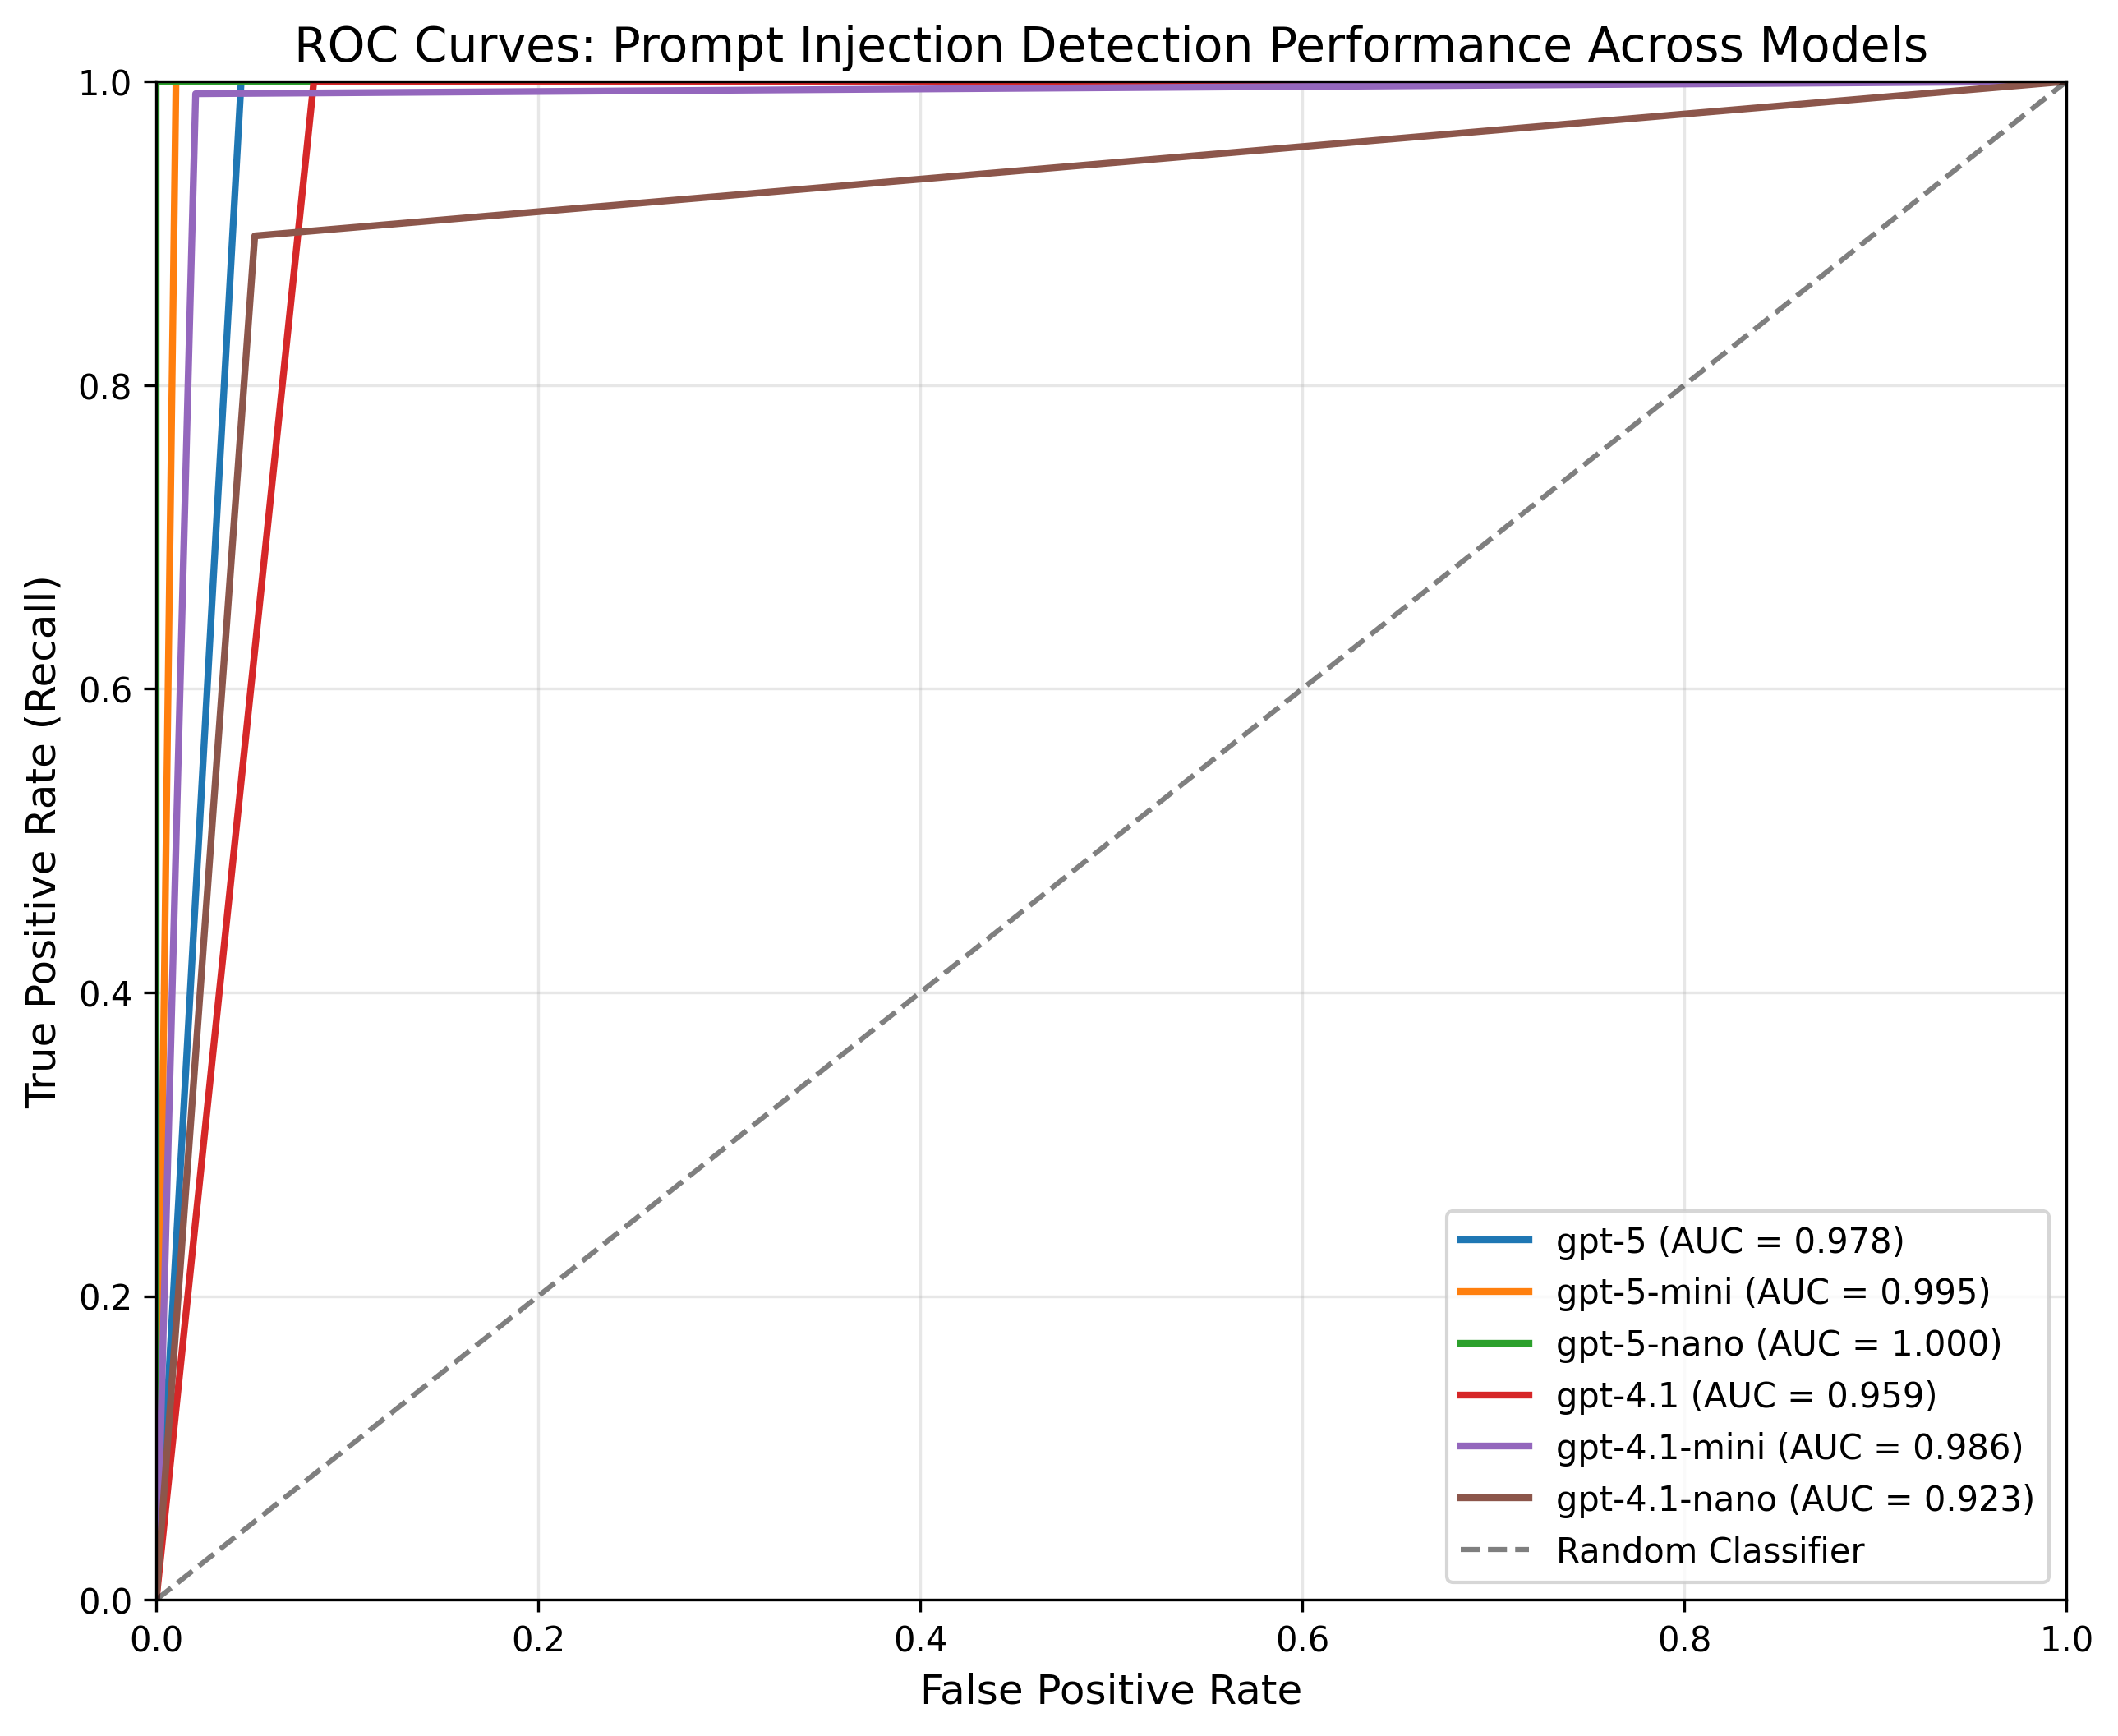 ROC Curves: Prompt Injection Detection Performance Across Models
True Positive Rate (Recall)
1.0
0.8
0.6
0.4
0.2
0.0
0.0 0.2 0.4 0.6 0.8 1.0
False Positive Rate
gpt-5 (AUC = 0.978)
gpt-5-mini (AUC = 0.995)
gpt-5-nano (AUC = 1.000)
gpt-4.1 (AUC = 0.959)
gpt-4.1-mini (AUC = 0.986)
gpt-4.1-nano (AUC = 0.923)
Random Classifier